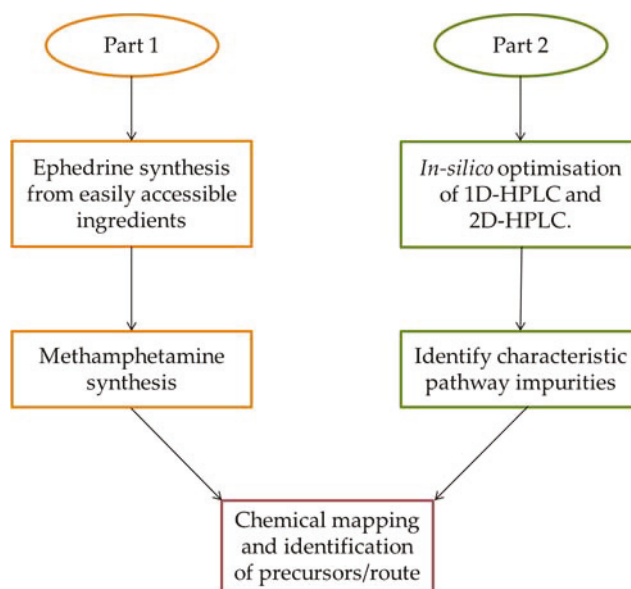 Part 1
Ephedrine synthesis
from easily accessible
ingredients
Methamphetamine
synthesis
Part 2
In-silico optimisation
of 1D-HPLC and
2D-HPLC.
Identify characteristic
pathway impurities
Chemical mapping
and identification
of precursors/route